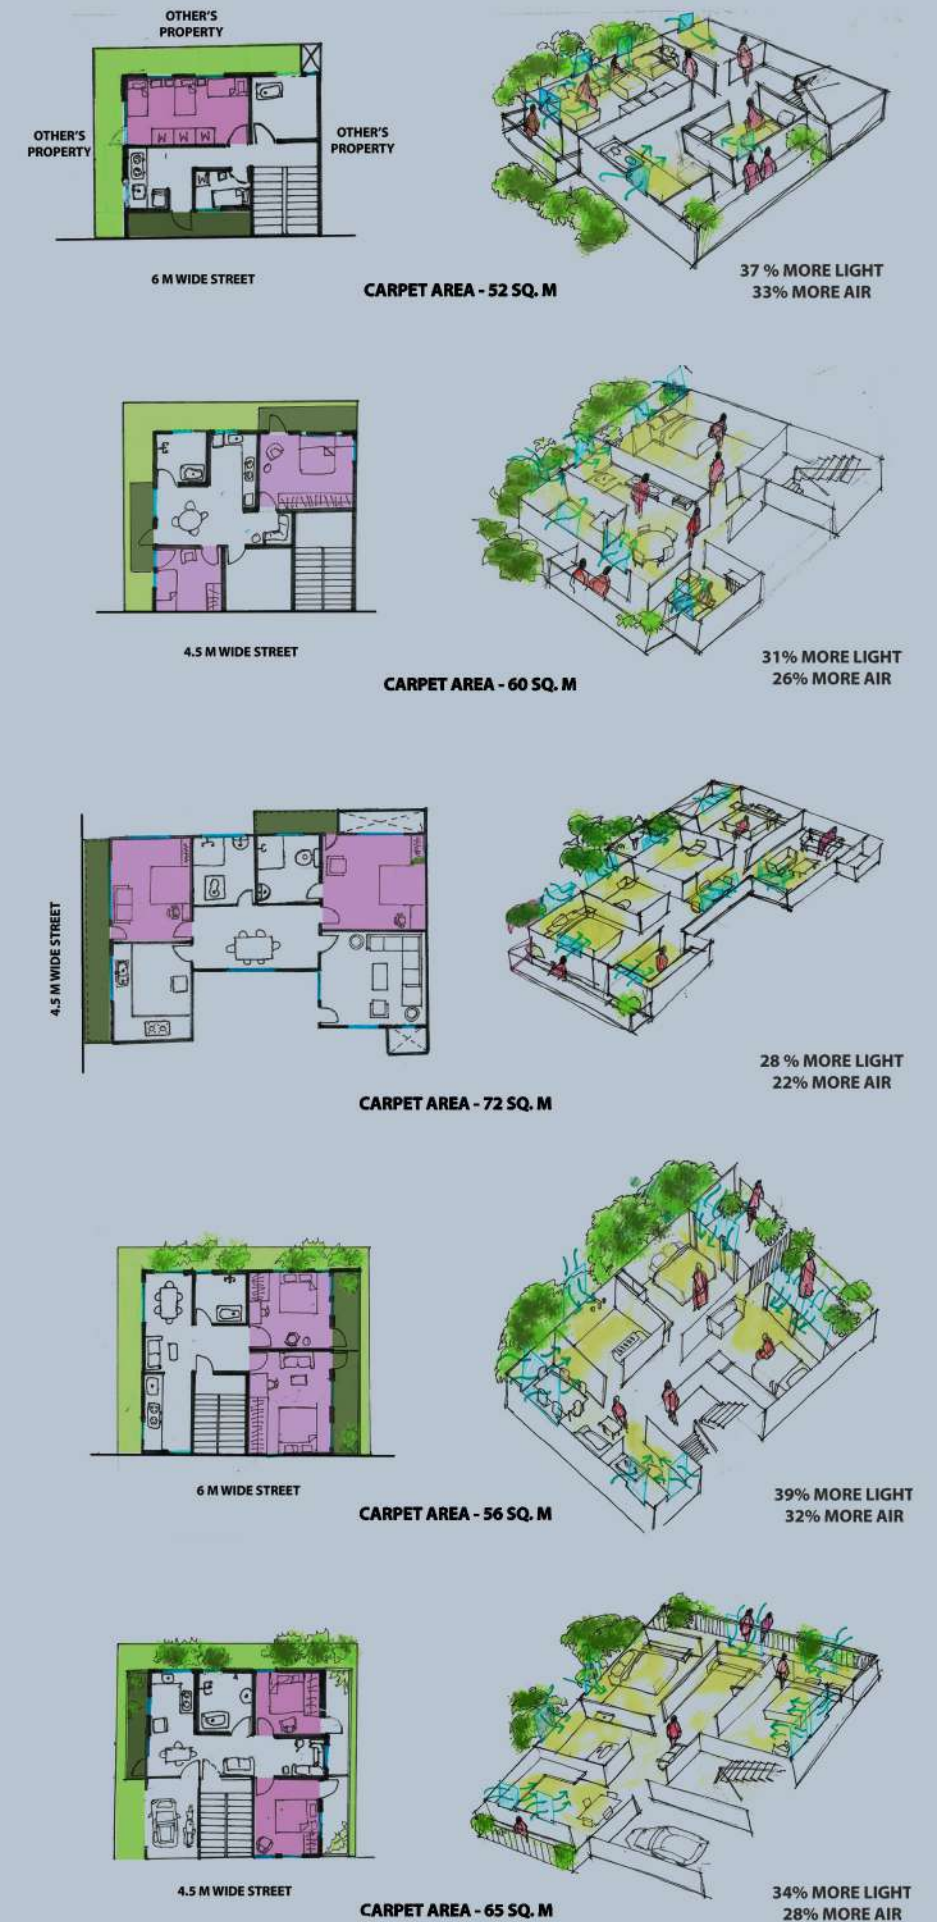 OTHER'S
PROPERTY
OTHER'S
PROPERTY
OTHER'S
PROPERTY
6 M WIDE STREET
CARPET AREA - 52 SQ. M
37 % MORE LIGHT
33% MORE AIR
4.5 M WIDE STREET
CARPET AREA - 60 SQ. M
31% MORE LIGHT
26% MORE AIR
4.5 M WIDE STREET
CARPET AREA - 72 SQ. M
28 % MORE LIGHT
22% MORE AIR
6 M WIDE STREET
CARPET AREA - 56 SQ. M
39% MORE LIGHT
32% MORE AIR
4.5 M WIDE STREET
CARPET AREA - 65 SQ. M
34% MORE LIGHT
28% MORE AIR